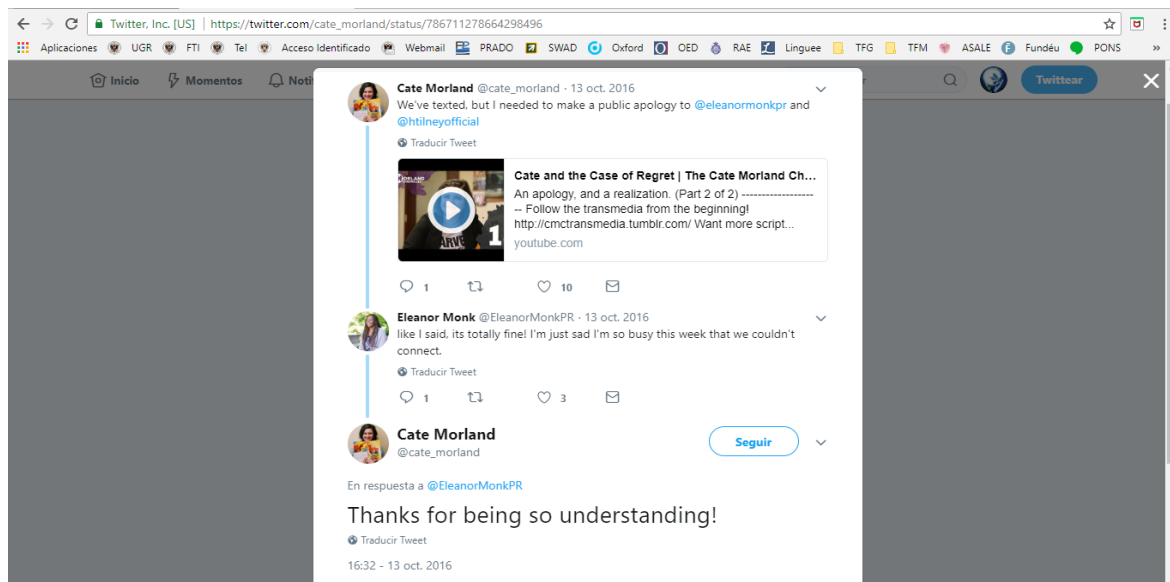 Twitter, Inc. [US] | https://twitter.com/cate_morland/status/786711278664298496
Aplicaciones UGR FTI Tel Acceso Identificado Webmail PRADO SWAD Oxford OED RAE Linguee TFG TFM ASALE Fundéu PONS »
Inicio Momentos Noti Twittear
Cate Morland @cate_morland · 13 oct. 2016
We've texted, but I needed to make a public apology to @eleanormonkpr and
@htilneyofficial
Traducir Tweet
Cate and the Case of Regret | The Cate Morland Ch...
An apology, and a realization. (Part 2 of 2) ------------------
-- Follow the transmedia from the beginning!
http://cmctransmedia.tumblr.com/ Want more script...
youtube.com
1 10
Eleanor Monk @EleanorMonkPR · 13 oct. 2016
like I said, its totally fine! I'm just sad I'm so busy this week that we couldn't
connect.
Traducir Tweet
1 3
Cate Morland
@cate_morland
Seguir
En respuesta a @EleanorMonkPR
Thanks for being so understanding!
Traducir Tweet
16:32 - 13 oct. 2016